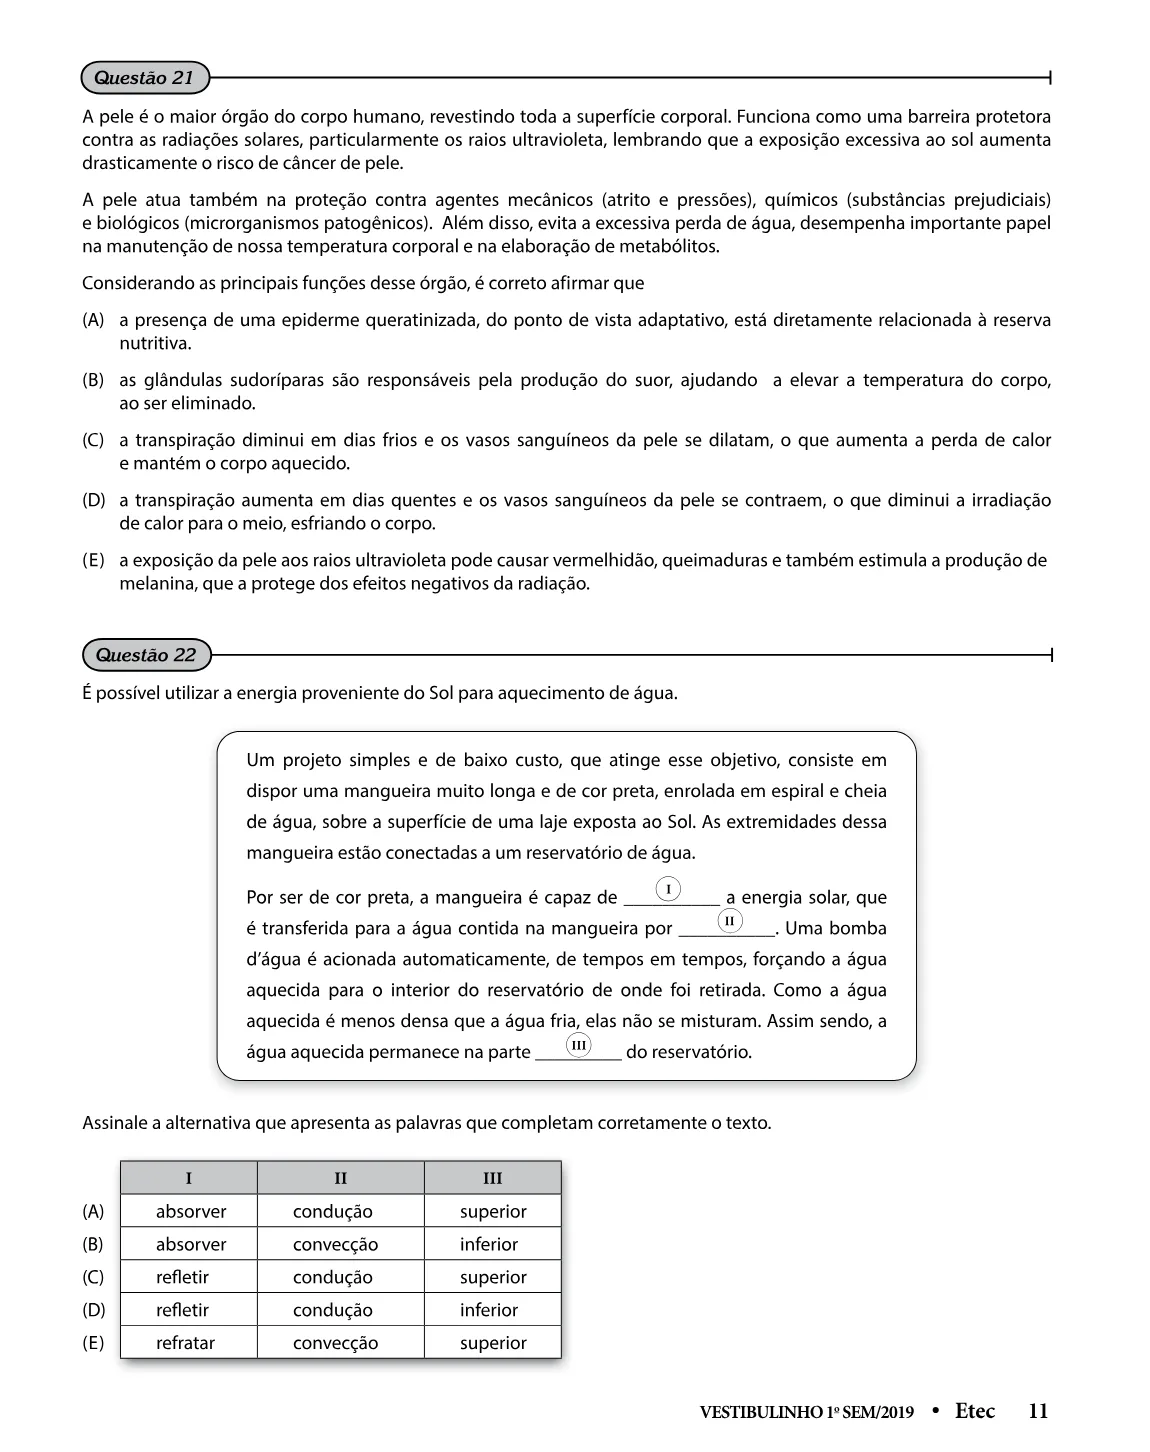 Questão 21
A pele é o maior órgão do corpo humano, revestindo toda a superfície corporal. Funciona como uma barreira protetora
contra as radiações solares, particularmente os raios ultravioleta, lembrando que a exposição excessiva ao sol aumenta
drasticamente o risco de câncer de pele.
A pele atua também na proteção contra agentes mecânicos (atrito e pressões), químicos (substâncias prejudiciais)
e biológicos (microrganismos patogênicos). Além disso, evita a excessiva perda de água, desempenha importante papel
na manutenção de nossa temperatura corporal e na elaboração de metabólitos.
Considerando as principais funções desse órgão, é correto afirmar que
(A) a presença de uma epiderme queratinizada, do ponto de vista adaptativo, está diretamente relacionada à reserva
nutritiva.
(B) as glândulas sudoríparas são responsáveis pela produção do suor, ajudando a elevar a temperatura do corpo,
ao ser eliminado.
(C) a transpiração diminui em dias frios e os vasos sanguíneos da pele se dilatam, o que aumenta a perda de calor
e mantém o corpo aquecido.
(D) a transpiração aumenta em dias quentes e os vasos sanguíneos da pele se contraem, o que diminui a irradiação
de calor para o meio, esfriando o corpo.
(E) a exposição da pele aos raios ultravioleta pode causar vermelhidão, queimaduras e também estimula a produção de
melanina, que a protege dos efeitos negativos da radiação.
Questão 22
É possível utilizar a energia proveniente do Sol para aquecimento de água.
Um projeto simples e de baixo custo, que atinge esse objetivo, consiste em
dispor uma mangueira muito longa e de cor preta, enrolada em espiral e cheia
de água, sobre a superfície de uma laje exposta ao Sol. As extremidades dessa
mangueira estão conectadas a um reservatório de água.
Por ser de cor preta, a mangueira é capaz de ____I____ a energia solar, que
é transferida para a água contida na mangueira por ____II____. Uma bomba
d’água é acionada automaticamente, de tempos em tempos, forçando a água
aquecida para o interior do reservatório de onde foi retirada. Como a água
aquecida é menos densa que a água fria, elas não se misturam. Assim sendo, a
água aquecida permanece na parte ___III___ do reservatório.
Assinale a alternativa que apresenta as palavras que completam corretamente o texto.
I II III
(A) absorver condução superior
(B) absorver convecção inferior
(C) refletir condução superior
(D) refletir condução inferior
(E) refratar convecção superior
VESTIBULINHO 1º SEM/2019 • Etec 11